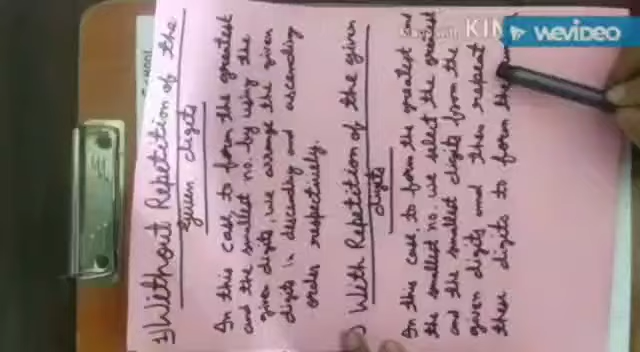 1) Without Repetition of the
given digits
In this case to form the greatest
and the smallest no. by using the
given digits, we arrange the given
digits in descending and ascending
order respectively.
) With Repetition of the given
digits
In this case, to form the greatest and
the smallest no. we select the greatest
and the smallest digits from the
given digits and then repeat
these digits to form the
KIN
WeVideo